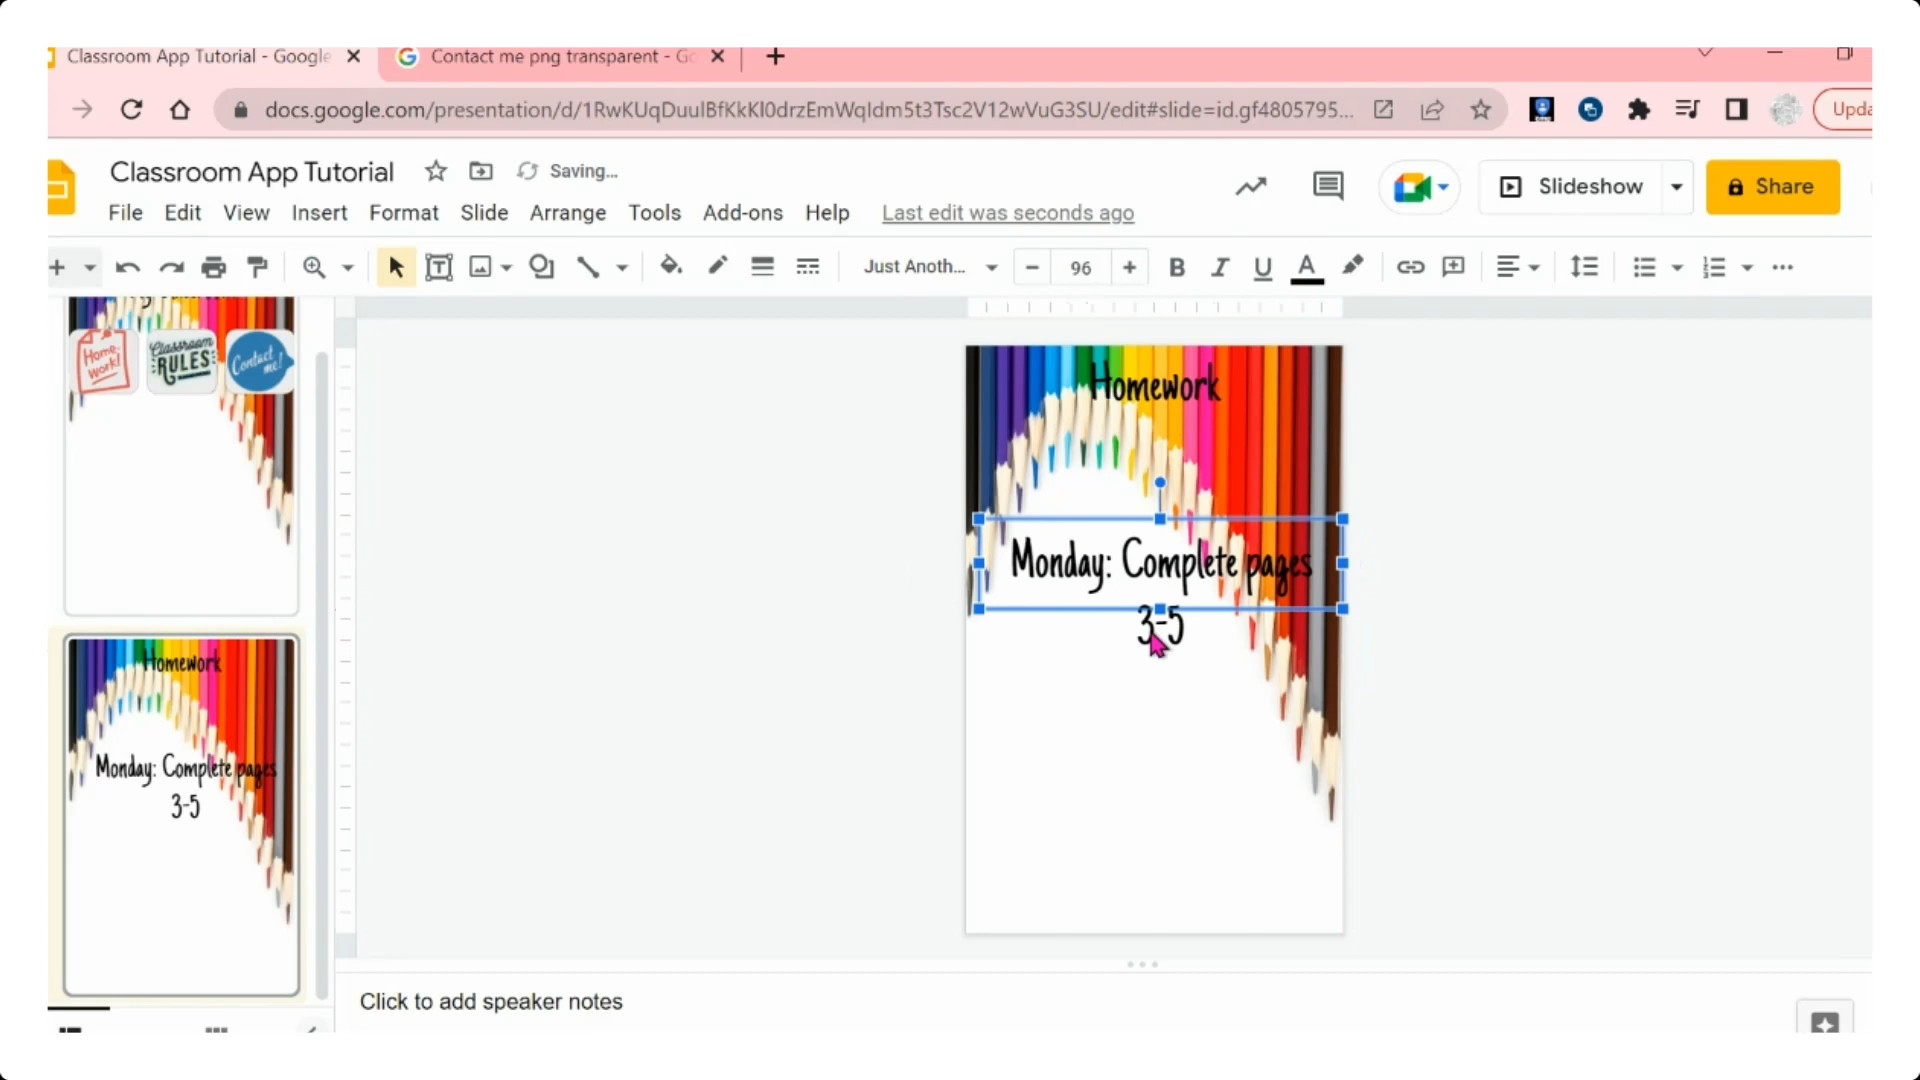 Classroom App Tutorial - Google
Contact me png transparent - Go
docs.google.com/presentation/d/1RwKUqDuulBfKkKl0drzEmWqIdm5t3Tsc2V12wVuG3SU/edit#slide=id.gf4805795...
Upda
Classroom App Tutorial
Saving...
Slideshow
Share
File Edit View Insert Format Slide Arrange Tools Add-ons Help Last edit was seconds ago
Just Anoth... 96
Home-
Work!
Classroom
RULES
Contact
me!
Homework
Monday: Complete pages
3-5
Homework
Monday: Complete pages
3-5
Click to add speaker notes